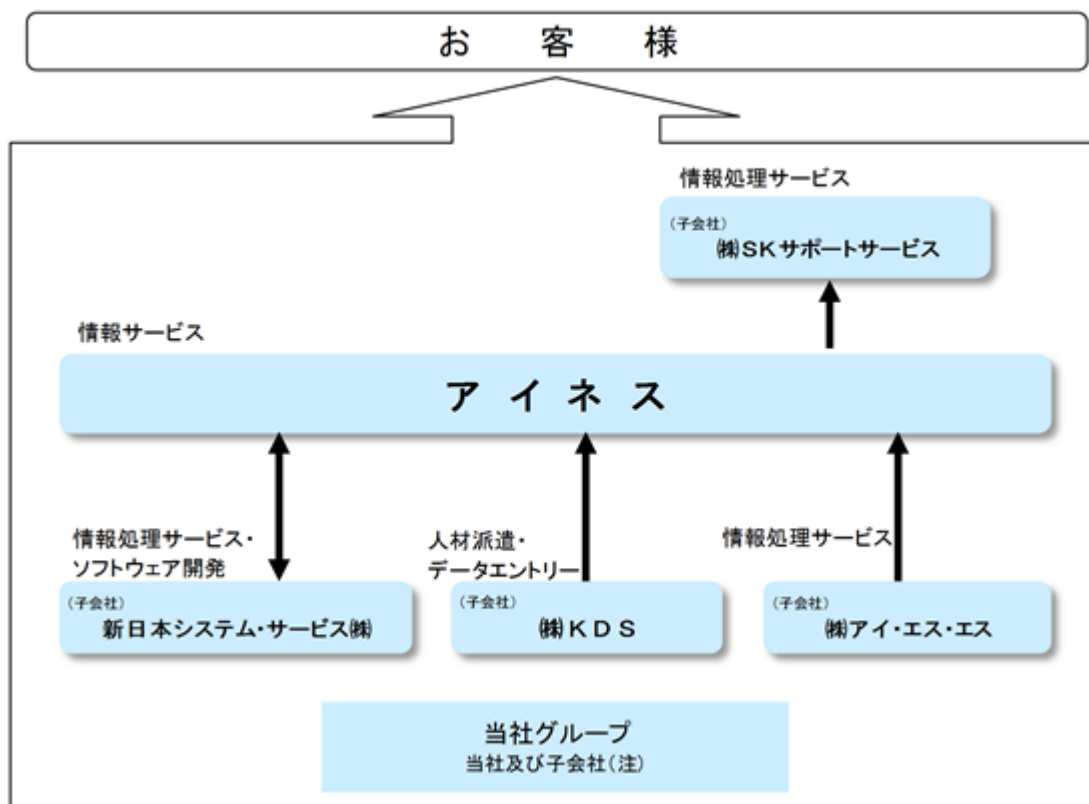 お 客 様
情報処理サービス
(子会社)
㈱SKサポートサービス
情報サービス
ア イ ネ ス
情報処理サービス・
ソフトウェア開発
(子会社)
新日本システム・サービス㈱
人材派遣・
データエントリー
(子会社)
㈱KDS
情報処理サービス
(子会社)
㈱アイ・エス・エス
当社グループ
当社及び子会社(注)